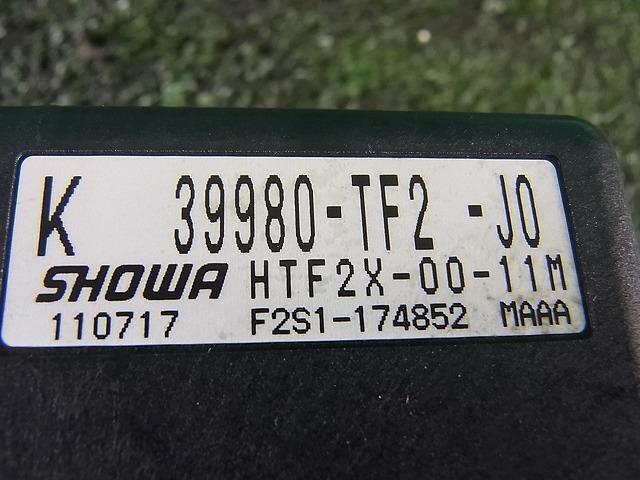 K 39980-TF2 -J0
SHOWA HTF2X-00-11M
110717 F2S1-174852 MAAA